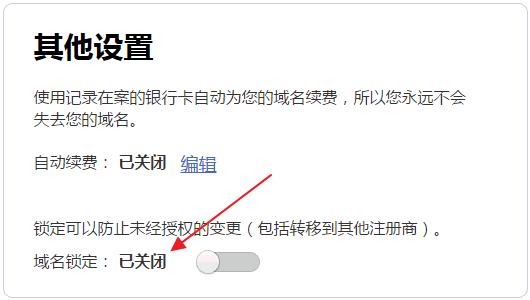 其他设置
使用记录在案的银行卡自动为您的域名续费，所以您永远不会
失去您的域名。
自动续费： 已关闭 编辑
锁定可以防止未经授权的变更（包括转移到其他注册商）。
域名锁定： 已关闭